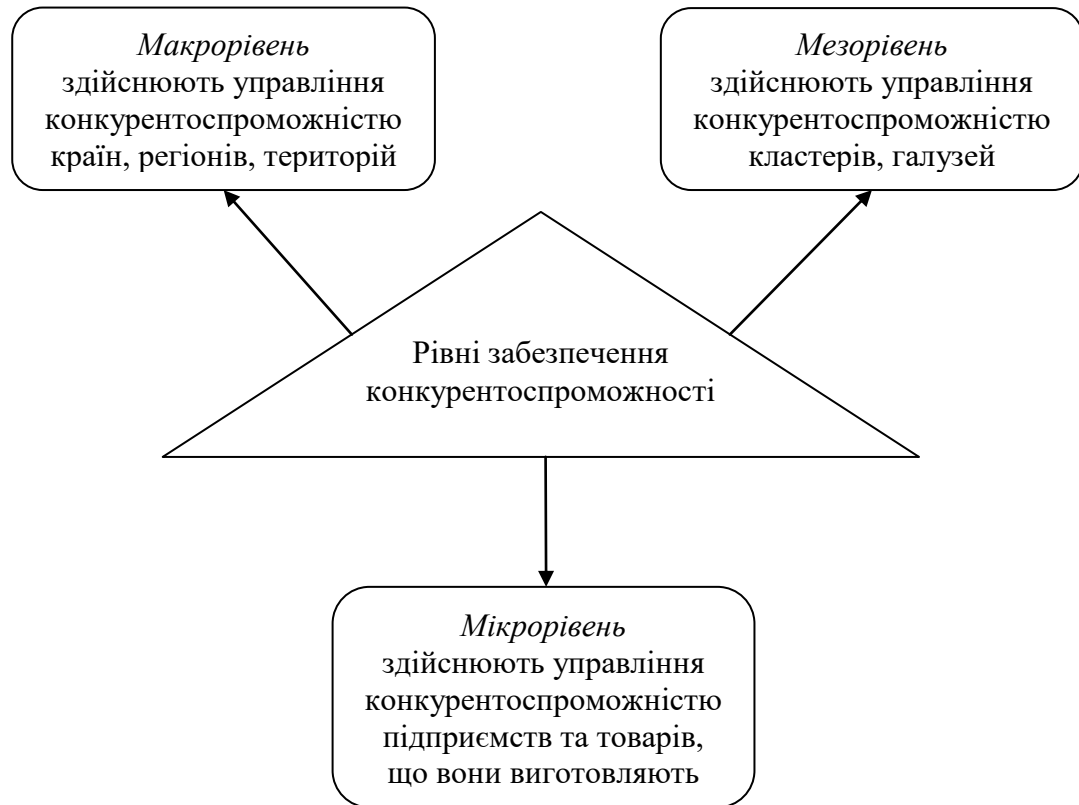 Макрорівень
здійснюють управління
конкурентоспроможністю
країн, регіонів, територій
Мезорівень
здійснюють управління
конкурентоспроможністю
кластерів, галузей
Рівні забезпечення
конкурентоспроможності
Мікрорівень
здійснюють управління
конкурентоспроможністю
підприємств та товарів,
що вони виготовляють